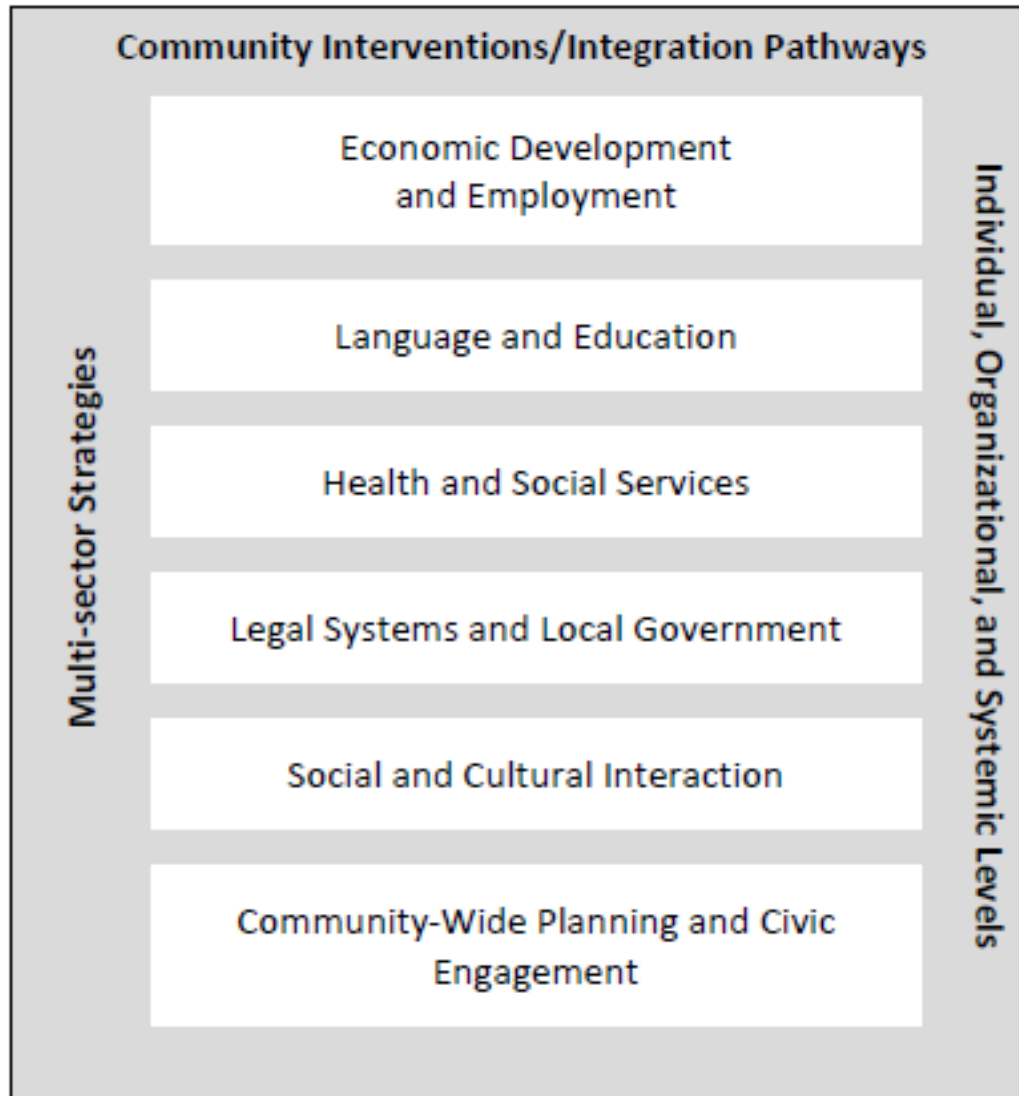 Community Interventions/Integration Pathways
Multi-sector Strategies
Economic Development
and Employment
Language and Education
Health and Social Services
Legal Systems and Local Government
Social and Cultural Interaction
Community-Wide Planning and Civic
Engagement
Individual, Organizational, and Systemic Levels